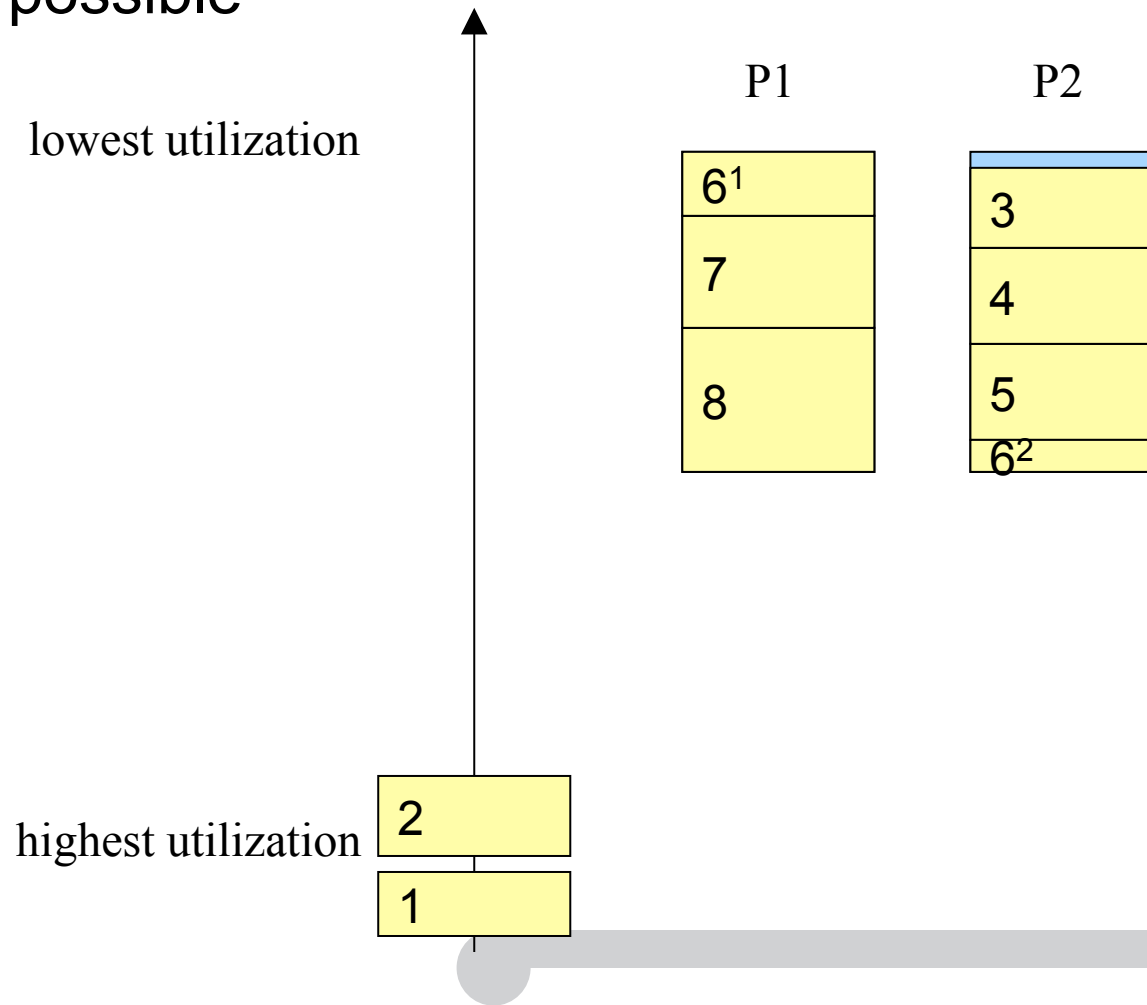 possible
P1 P2
lowest utilization
6¹ 3
7 4
8 5
6²
2
highest utilization
1